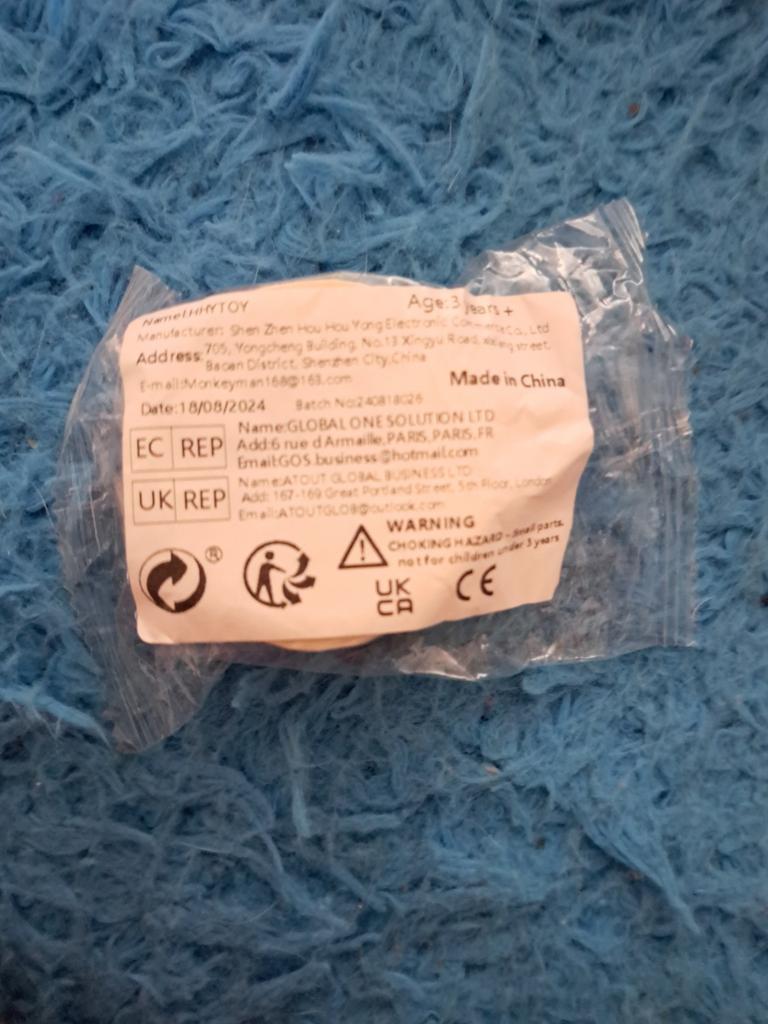 Name:HHYTOY Age:3 years +
Manufacturer: Shen Zhen Hou Hou Yong Electronic Commerce Co., Ltd
Address: 705, Yongcheng Building, No.13 Xingyu Road, street,
Baoan District, Shenzhen City,China
E-mail:Monkeyman168@163.com Made in China
Date:18/08/2024 Batch No:240818026
EC REP
Name:GLOBAL ONE SOLUTION LTD
Add:6 rue d Armaille, PARIS, PARIS, FR
Email:GOS.business@hotmail.com
UK REP
Name:ATOUT GLOBAL BUSINESS LTD
Add: 167-169 Great Portland Street, 5th Floor, London
Email:ATOUTGLOB@outlook.com
WARNING
CHOKING HAZARD - Small parts.
not for children under 3 years
®
UK
CA
CE